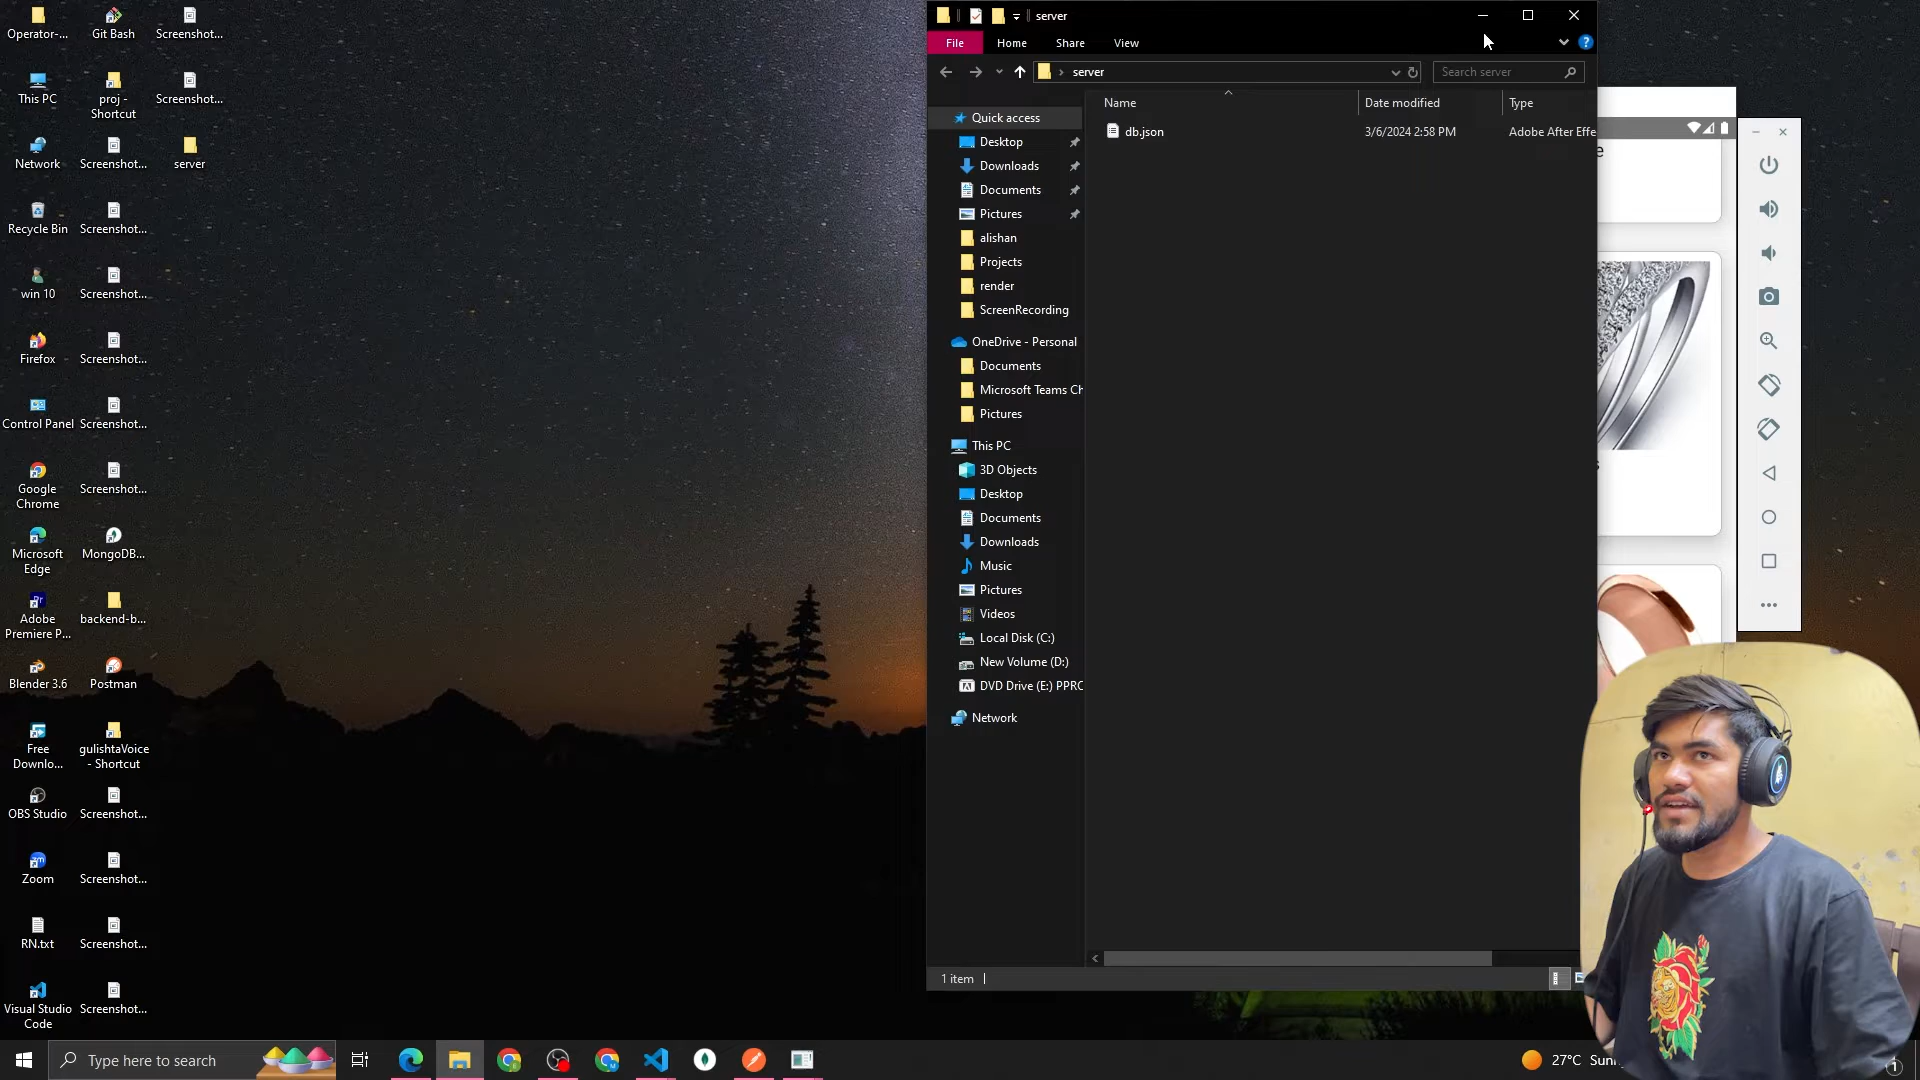 Operator-...
Git Bash
Screenshot...
This PC
proj -
Shortcut
Screenshot...
Network
Screenshot...
server
Recycle Bin
Screenshot...
win 10
Screenshot...
Firefox
Screenshot...
Control Panel
Screenshot...
Google
Chrome
Screenshot...
Microsoft
Edge
MongoDB...
Adobe
Premiere P...
backend-b...
Blender 3.6
Postman
Free
Downlo...
gulishtaVoice
- Shortcut
OBS Studio
Screenshot...
Zoom
Screenshot...
RN.txt
Screenshot...
Visual Studio
Code
Screenshot...
server
File Home Share View
server
Search server
Name Date modified Type
db.json 3/6/2024 2:58 PM Adobe After Effe
Quick access
Desktop
Downloads
Documents
Pictures
alishan
Projects
render
ScreenRecording
OneDrive - Personal
Documents
Microsoft Teams Ch
Pictures
This PC
3D Objects
Desktop
Documents
Downloads
Music
Pictures
Videos
Local Disk (C:)
New Volume (D:)
DVD Drive (E:) PPRC
Network
1 item
e
s
Type here to search
27°C Sunn
1